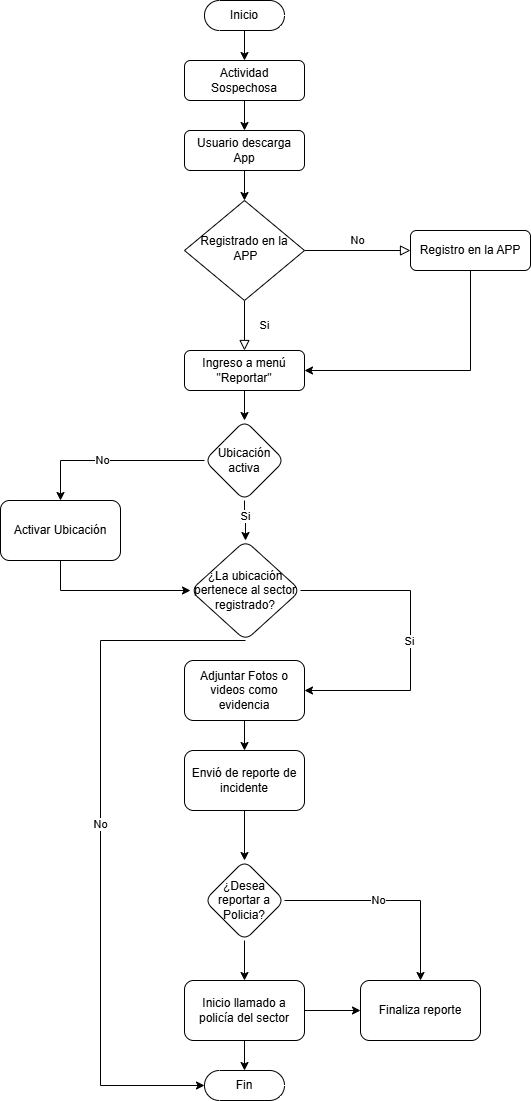 Inicio
Actividad
Sospechosa
Usuario descarga
App
Registrado en la
APP
No
Registro en la APP
Si
Ingreso a menú
"Reportar"
Ubicación
activa
No
Si
Activar Ubicación
¿La ubicación
pertenece al sector
registrado?
Si
Adjuntar Fotos o
videos como
evidencia
Envió de reporte de
incidente
No
¿Desea
reportar a
Policia?
No
Inicio llamado a
policía del sector
Finaliza reporte
Fin